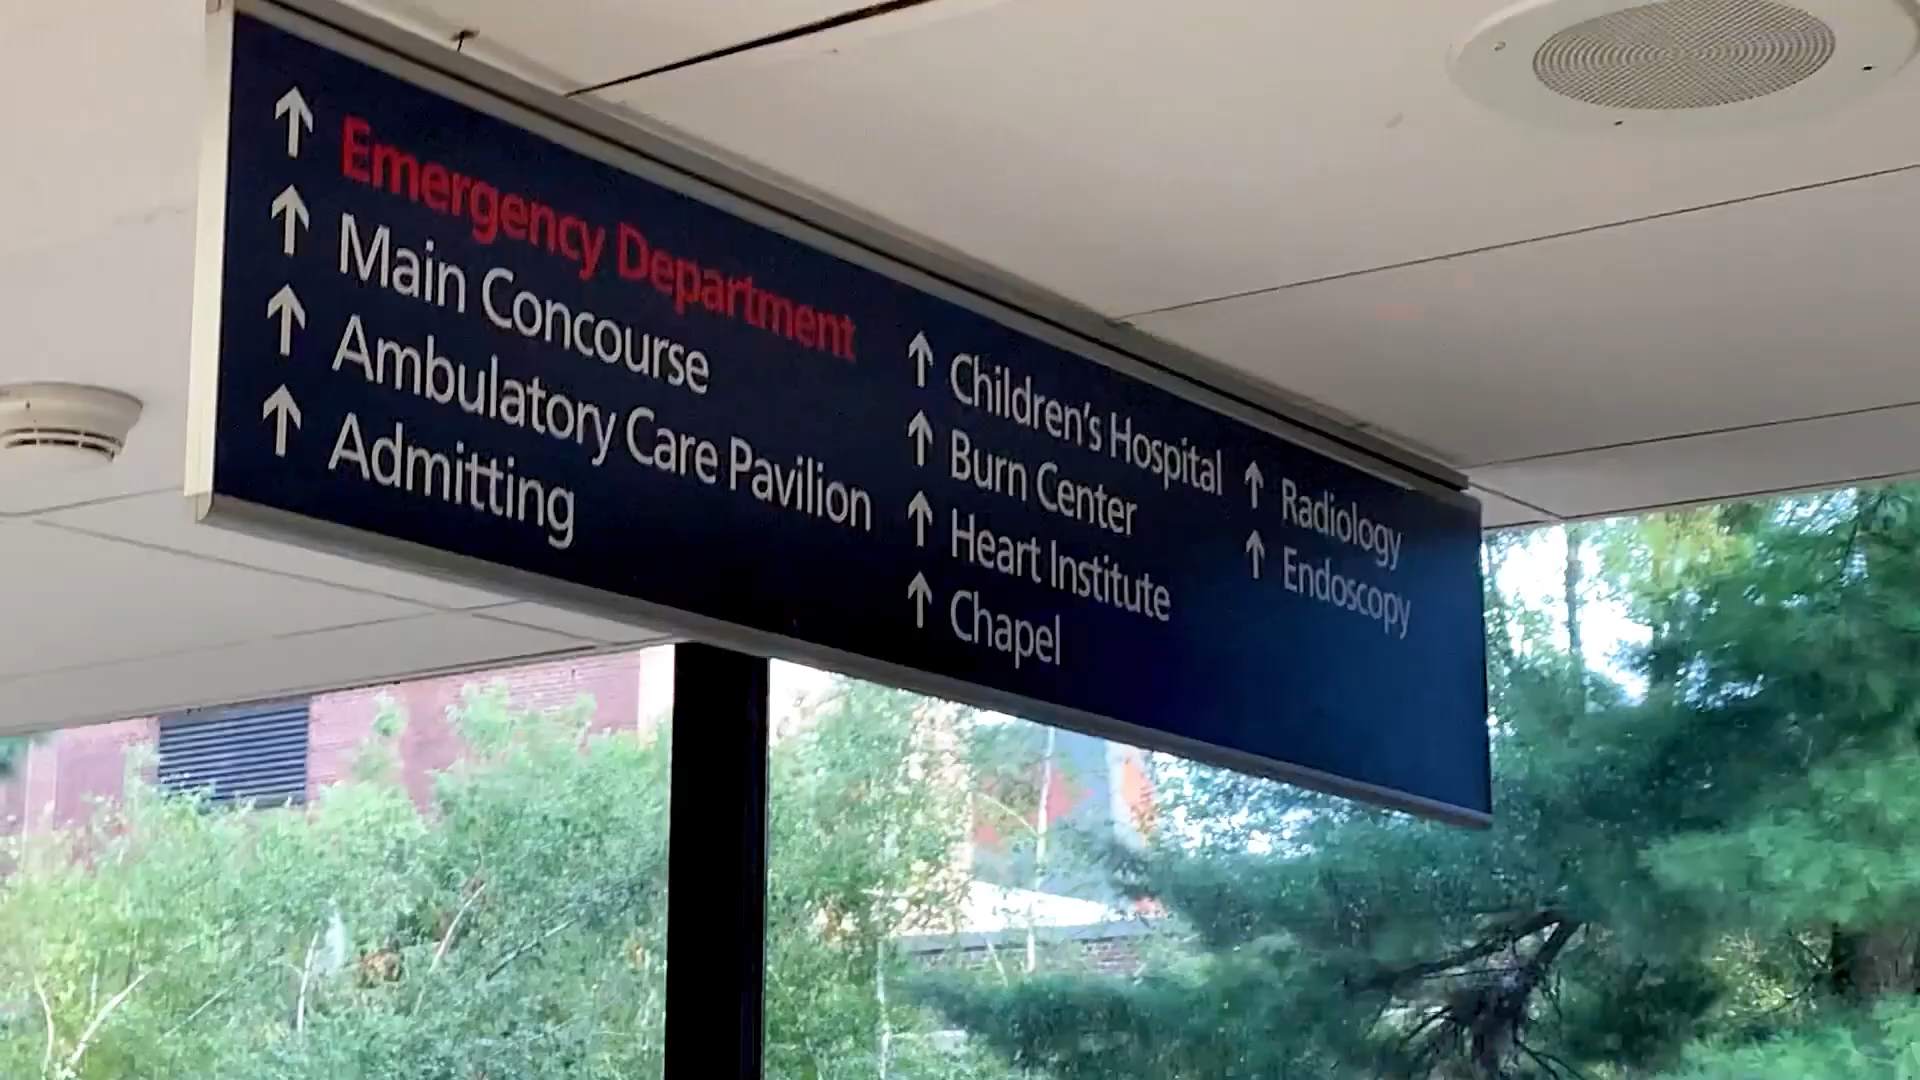 ↑ Emergency Department
↑ Main Concourse
↑ Ambulatory Care Pavilion
↑ Admitting
↑ Children's Hospital
↑ Burn Center
↑ Heart Institute
↑ Chapel
↑ Radiology
↑ Endoscopy